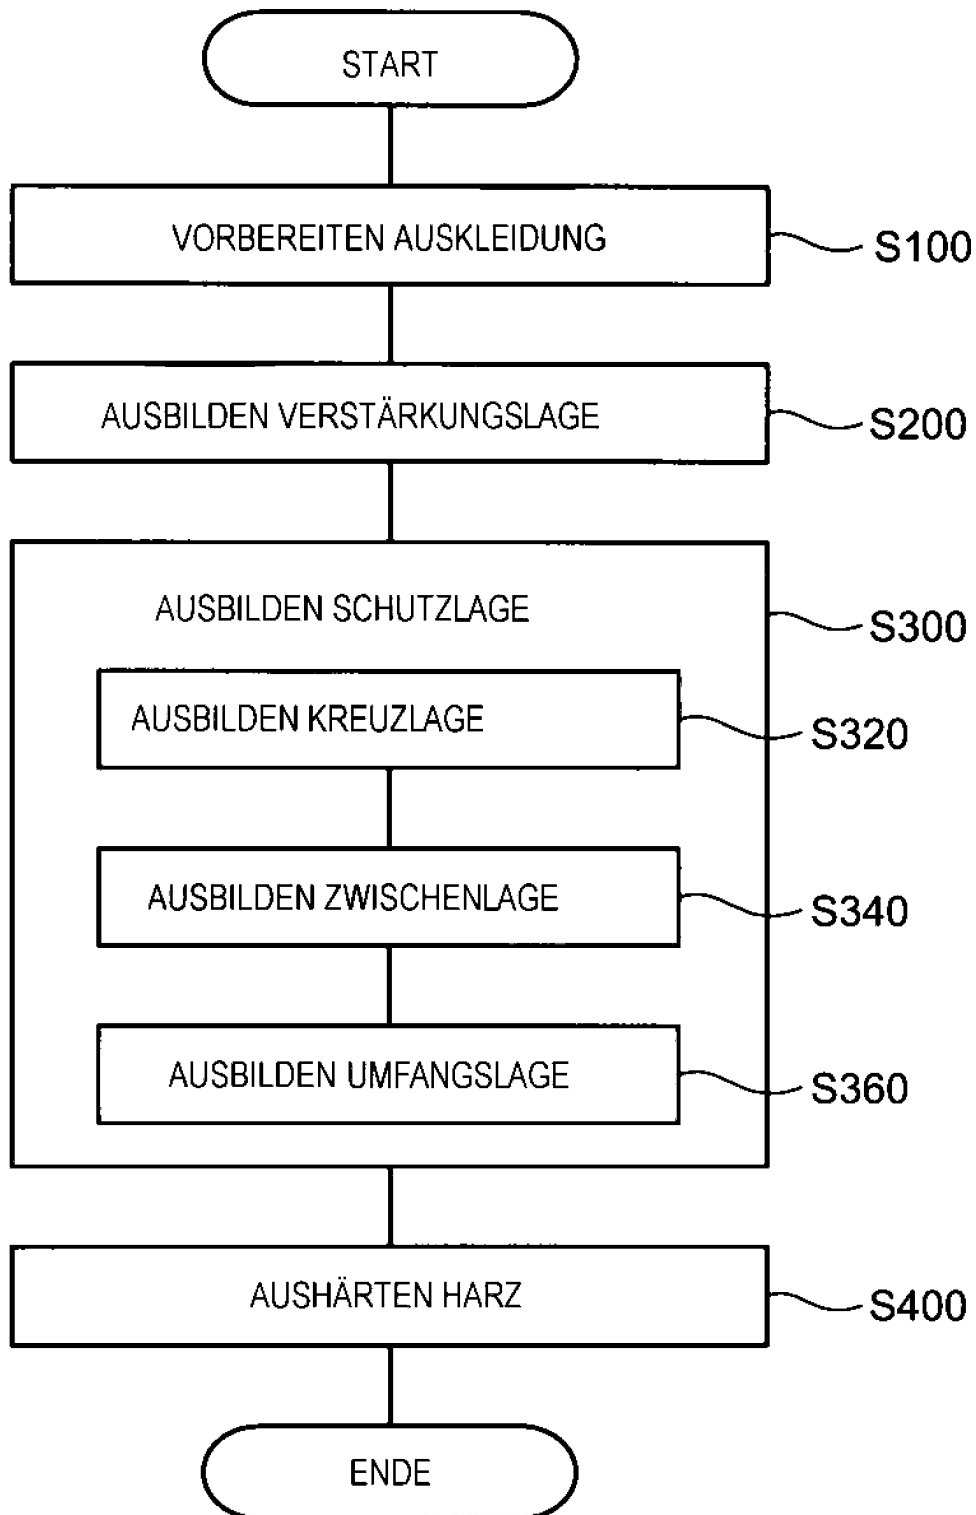 START
VORBEREITEN AUSKLEIDUNG
S100
AUSBILDEN VERSTÄRKUNGSLAGE
S200
AUSBILDEN SCHUTZLAGE
S300
AUSBILDEN KREUZLAGE
S320
AUSBILDEN ZWISCHENLAGE
S340
AUSBILDEN UMFANGSLAGE
S360
AUSHÄRTEN HARZ
S400
ENDE